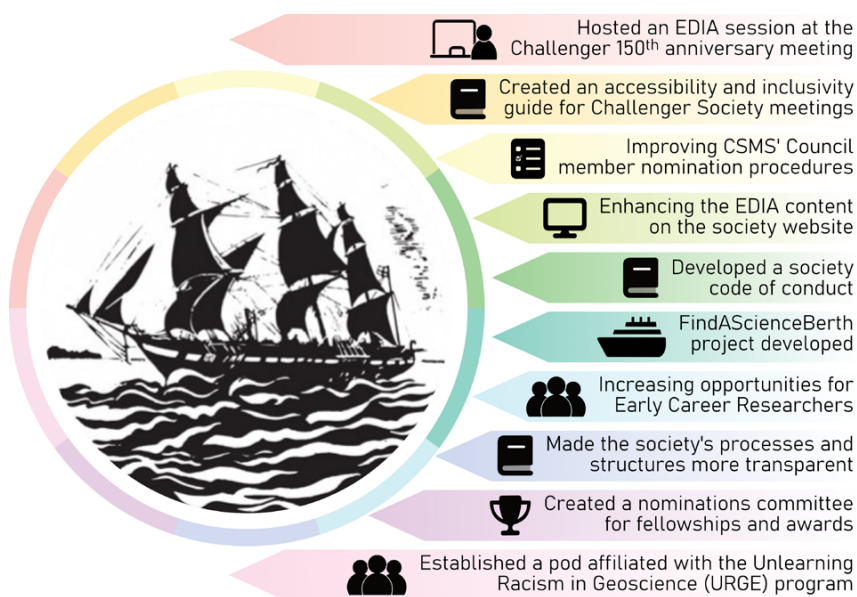 Hosted an EDIA session at the
Challenger 150th anniversary meeting
Created an accessibility and inclusivity
guide for Challenger Society meetings
Improving CSMS' Council
member nomination procedures
Enhancing the EDIA content
on the society website
Developed a society
code of conduct
FindAScienceBerth
project developed
Increasing opportunities for
Early Career Researchers
Made the society's processes and
structures more transparent
Created a nominations committee
for fellowships and awards
Established a pod affiliated with the Unlearning
Racism in Geoscience (URGE) program